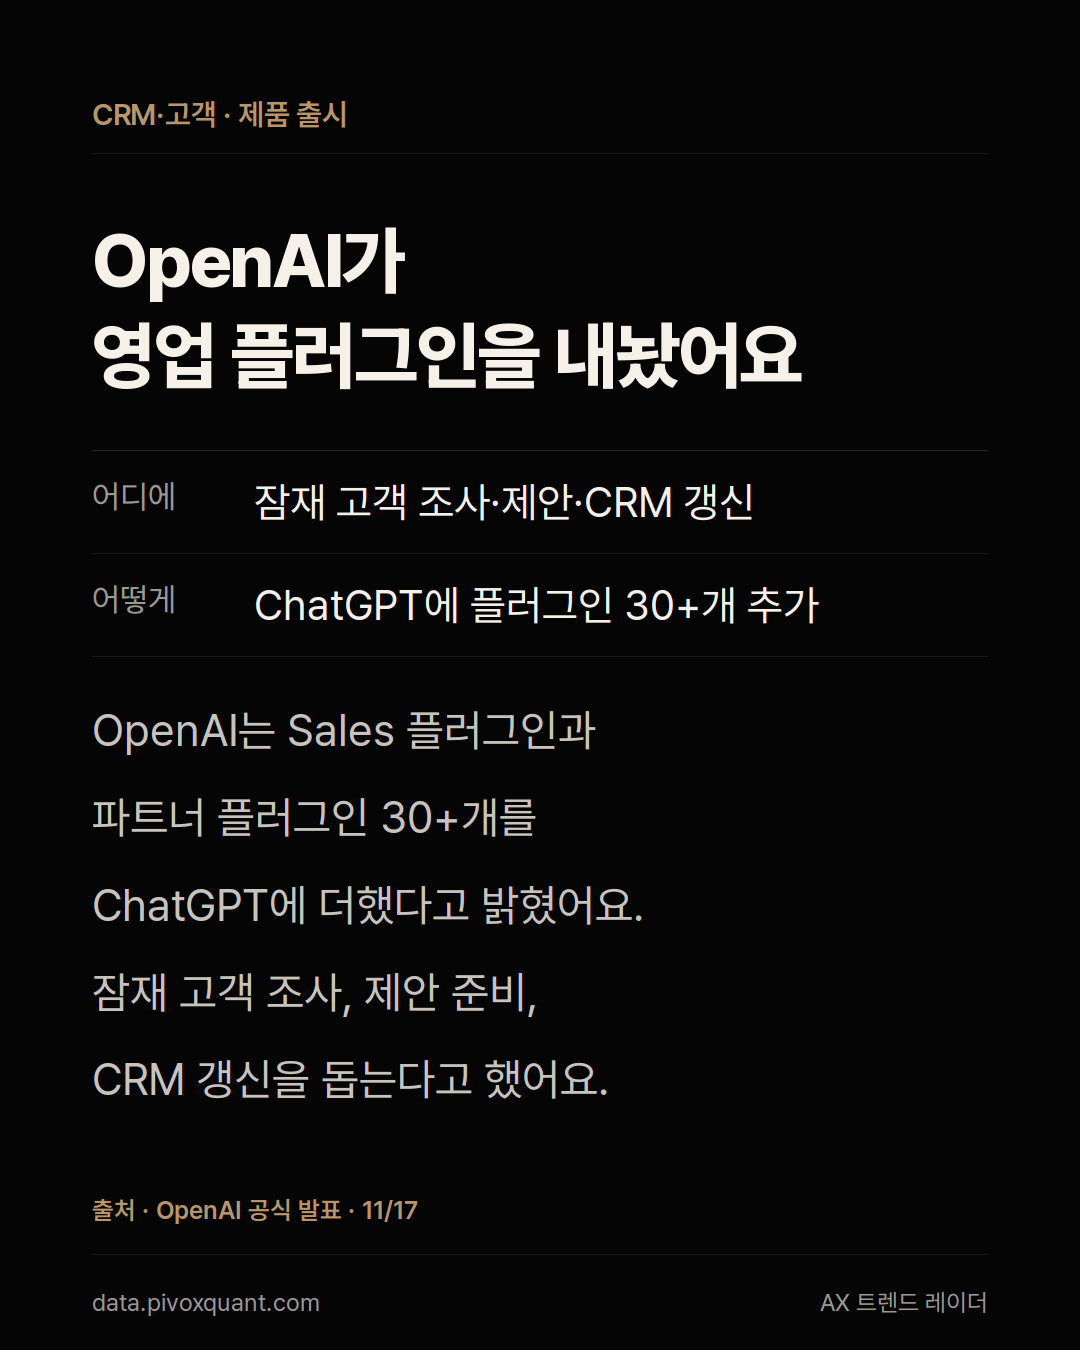 CRM·고객 · 제품 출시
OpenAI가
영업 플러그인을 내놨어요
어디에 잠재 고객 조사·제안·CRM 갱신
어떻게 ChatGPT에 플러그인 30+개 추가
OpenAI는 Sales 플러그인과
파트너 플러그인 30+개를
ChatGPT에 더했다고 밝혔어요.
잠재 고객 조사, 제안 준비,
CRM 갱신을 돕는다고 했어요.
출처 · OpenAI 공식 발표 · 11/17
data.pivoxquant.com AX 트렌드 레이더